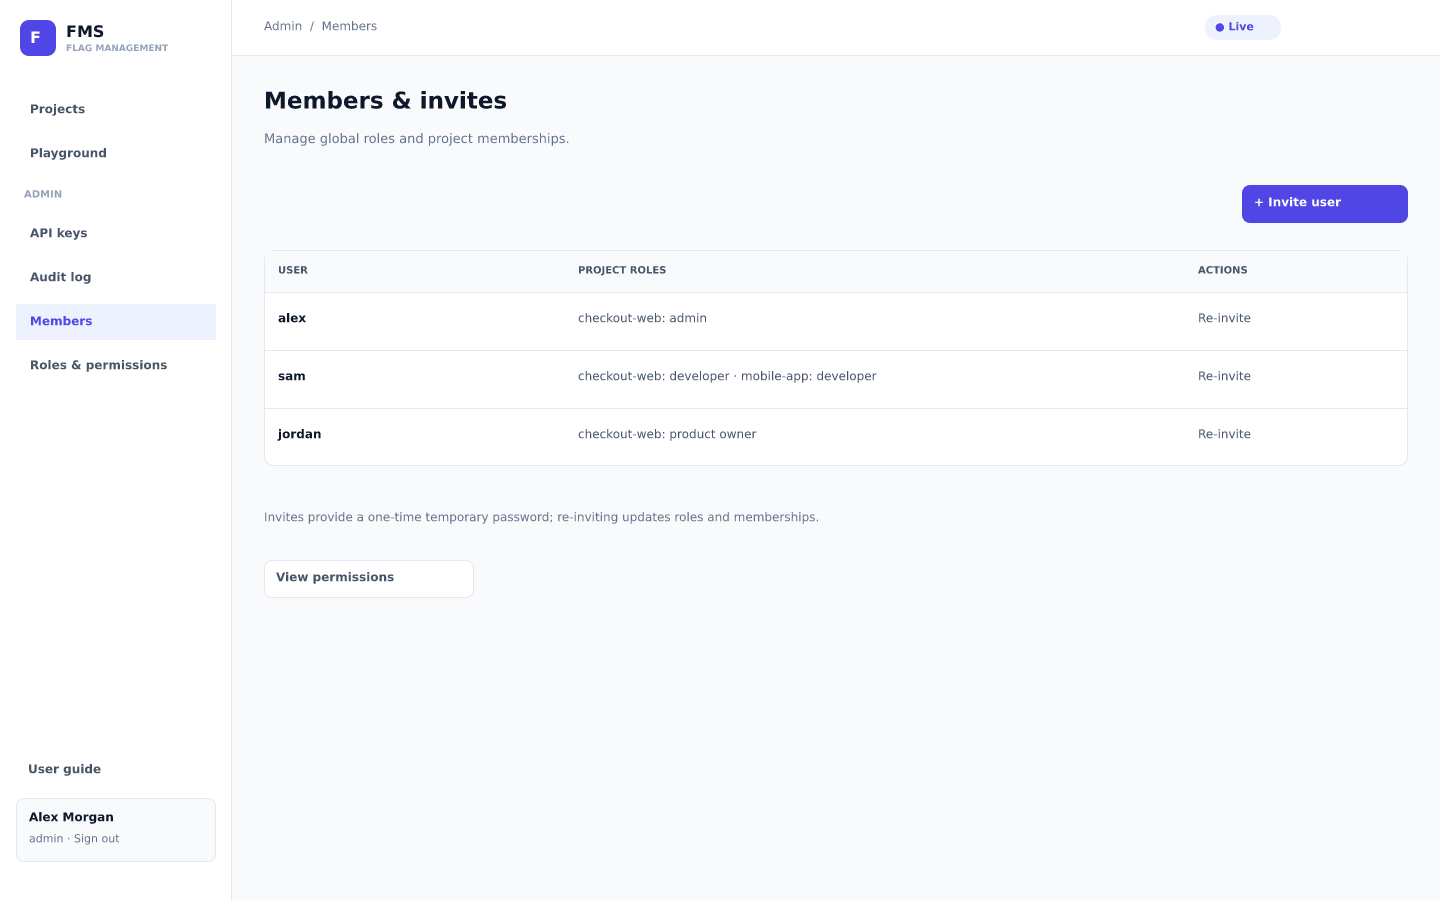 F
FMS
FLAG MANAGEMENT
Projects
Playground
ADMIN
API keys
Audit log
Members
Roles & permissions
User guide
Alex Morgan
admin · Sign out
Admin / Members
● Live
Members & invites
Manage global roles and project memberships.
+ Invite user
USER PROJECT ROLES ACTIONS
alex checkout-web: admin Re-invite
sam checkout-web: developer · mobile-app: developer Re-invite
jordan checkout-web: product owner Re-invite
Invites provide a one-time temporary password; re-inviting updates roles and memberships.
View permissions